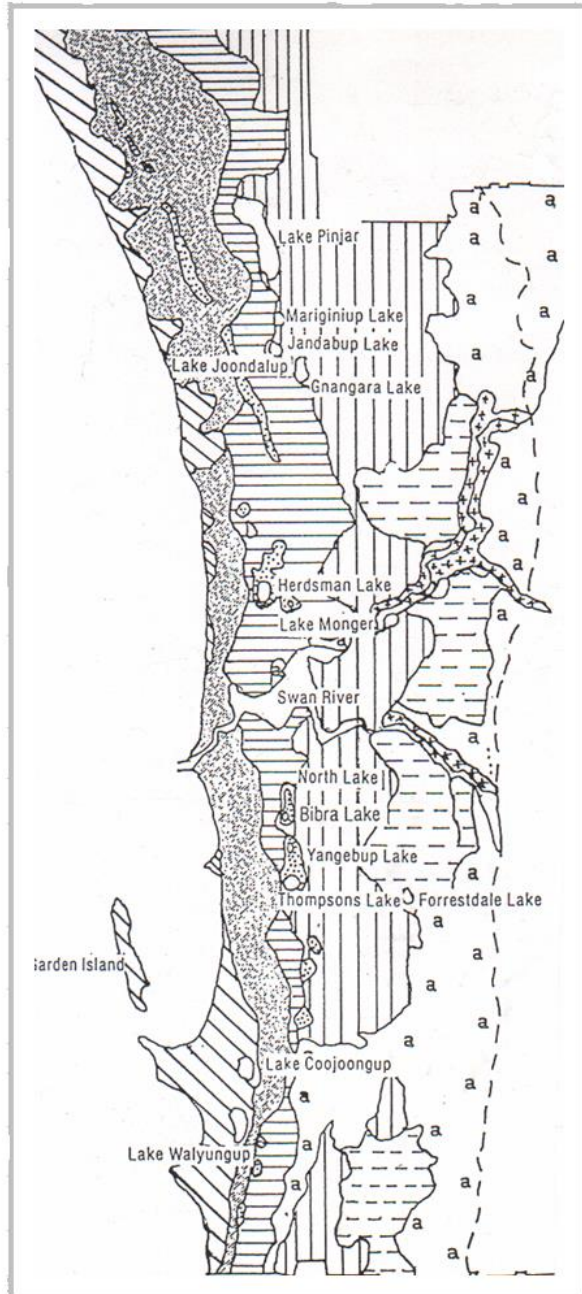 a
a
a
a
a
Lake Pinjar
a
a
a
Mariginiup Lake
Jandabup Lake
Lake Joondalup
Gnangara Lake
a
a
a
a
Herdsman Lake
a
Lake Monger
a
a
Swan River
a
North Lake
Bibra Lake
Yangebup Lake
a
Thompsons Lake
Forrestdale Lake
a
a
Garden Island
a
a
a
Lake Coojoongup
a
a
a
a
Lake Walyungup
a
a
a
a
a
a